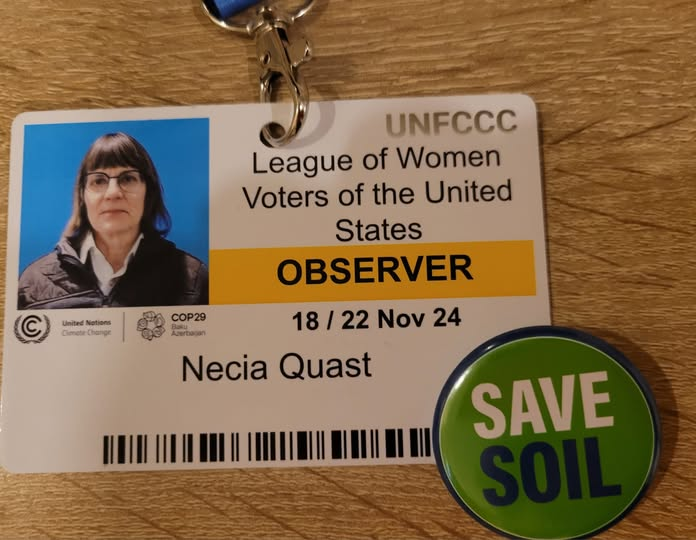 UNFCCC
League of Women
Voters of the United
States
OBSERVER
18 / 22 Nov 24
United Nations
Climate Change
COP29
Baku
Azerbaijan
Necia Quast
SAVE
SOIL